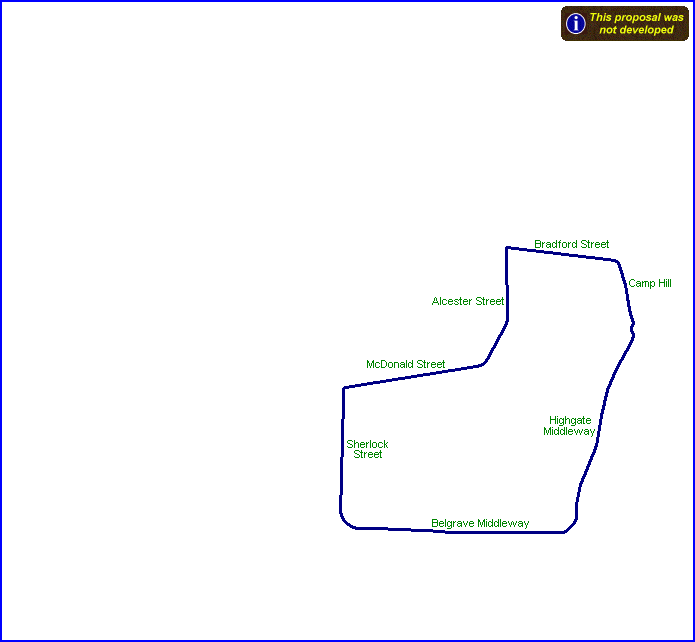 This proposal was
not developed
Bradford Street
Camp Hill
Alcester Street
McDonald Street
Highgate
Middleway
Sherlock
Street
Belgrave Middleway